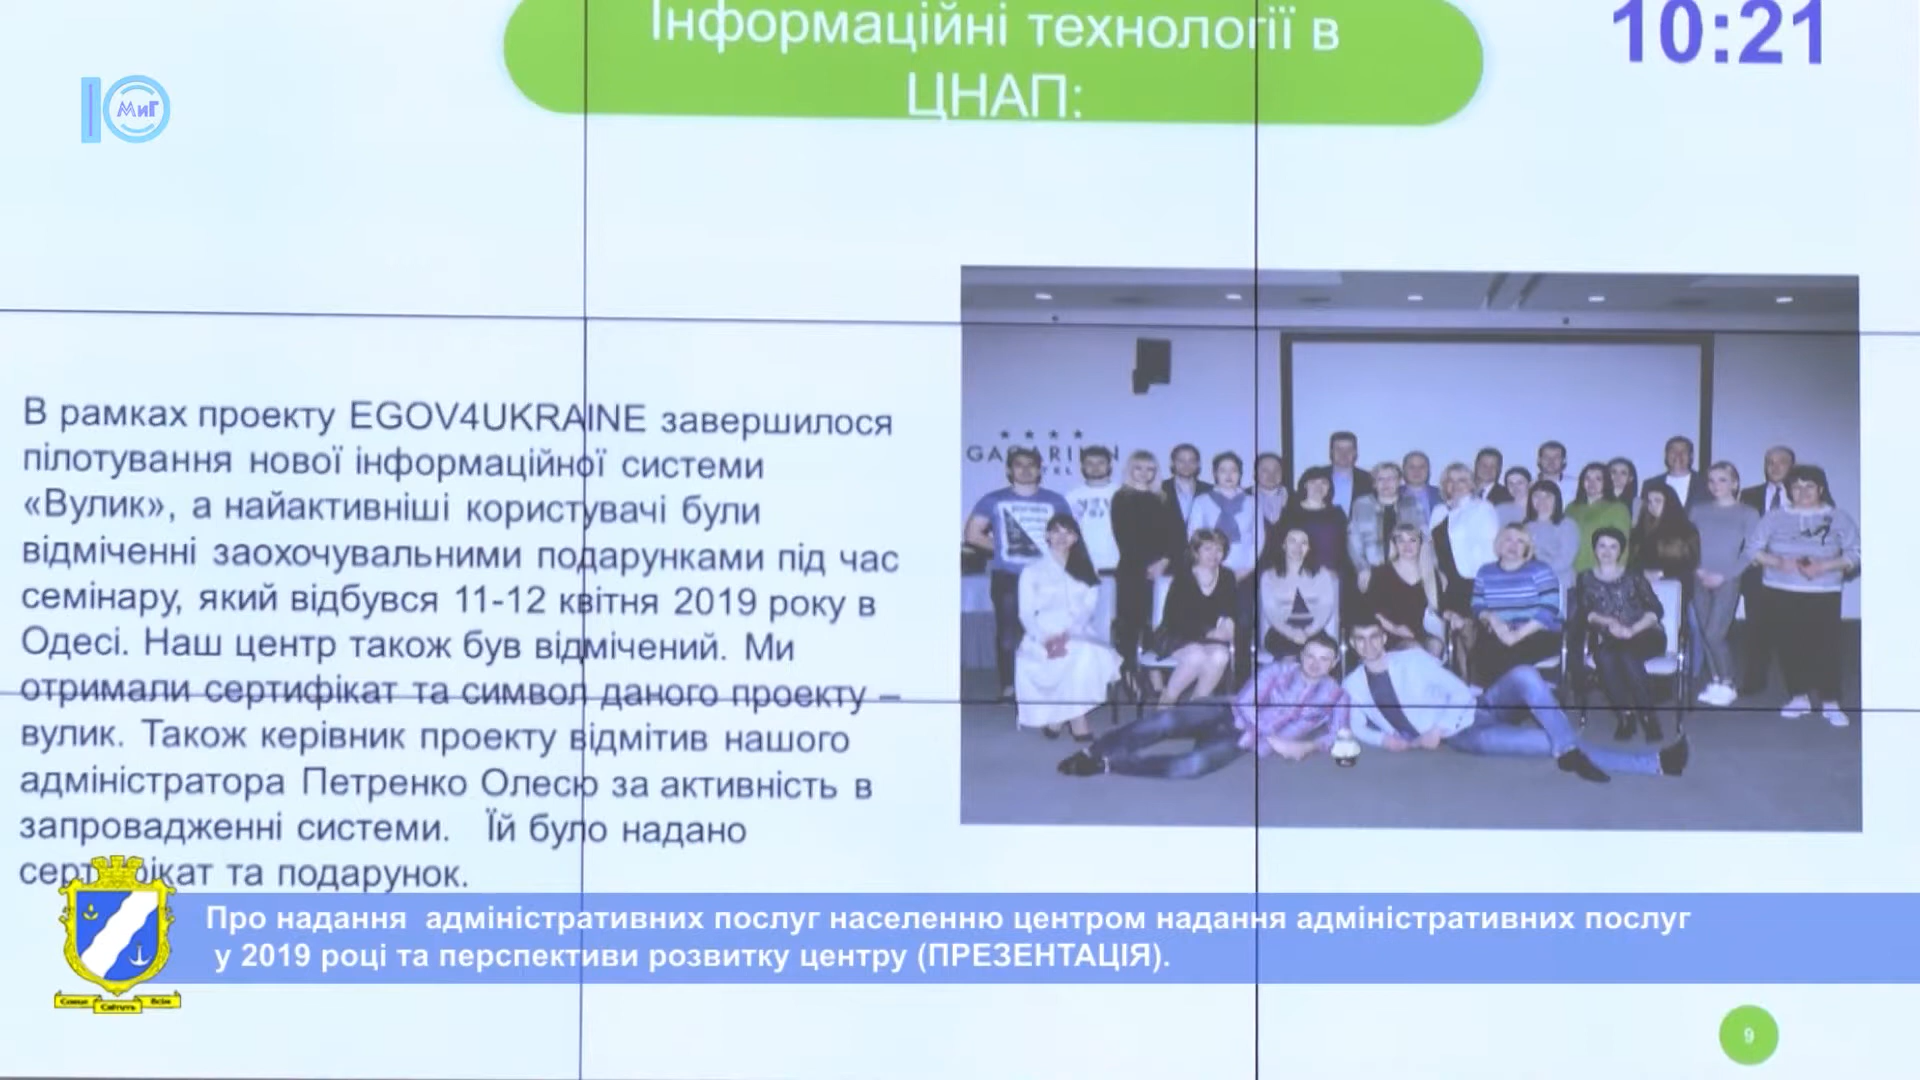 Інформаційні технології в
ЦНАП:
10:21
МиГ
В рамках проекту EGOV4UKRAINE завершилося
пілотування нової інформаційної системи
«Вулик», а найактивніші користувачі були
відміченні заохочувальними подарунками під час
семінару, який відбувся 11-12 квітня 2019 року в
Одесі. Наш центр також був відмічений. Ми
отримали сертифікат та символ даного проекту –
вулик. Також керівник проекту відмітив нашого
адміністратора Петренко Олесю за активність в
запровадженні системи. Їй було надано
сертифікат та подарунок.
Про надання адміністративних послуг населенню центром надання адміністративних послуг
у 2019 році та перспективи розвитку центру (ПРЕЗЕНТАЦІЯ).
Сонце Світить Всім
9